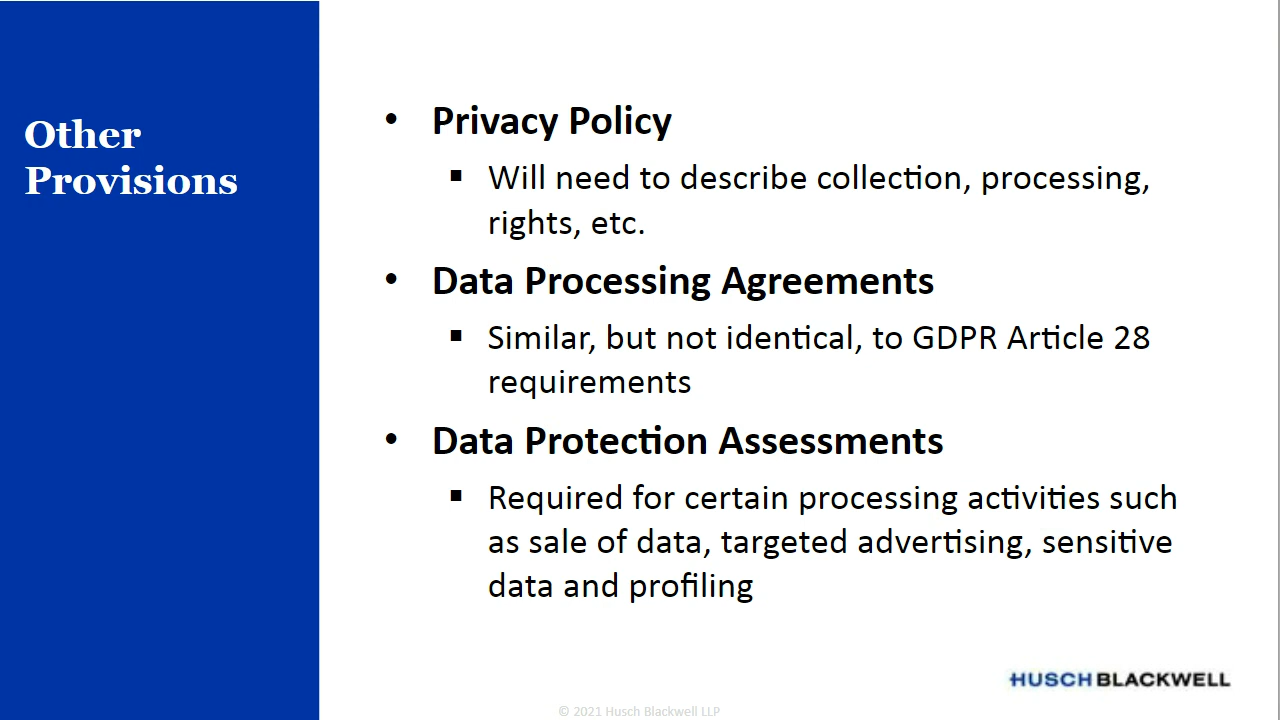 Other
Provisions
• Privacy Policy
▪ Will need to describe collection, processing,
rights, etc.
• Data Processing Agreements
▪ Similar, but not identical, to GDPR Article 28
requirements
• Data Protection Assessments
▪ Required for certain processing activities such
as sale of data, targeted advertising, sensitive
data and profiling
HUSCH BLACKWELL
© 2021 Husch Blackwell LLP